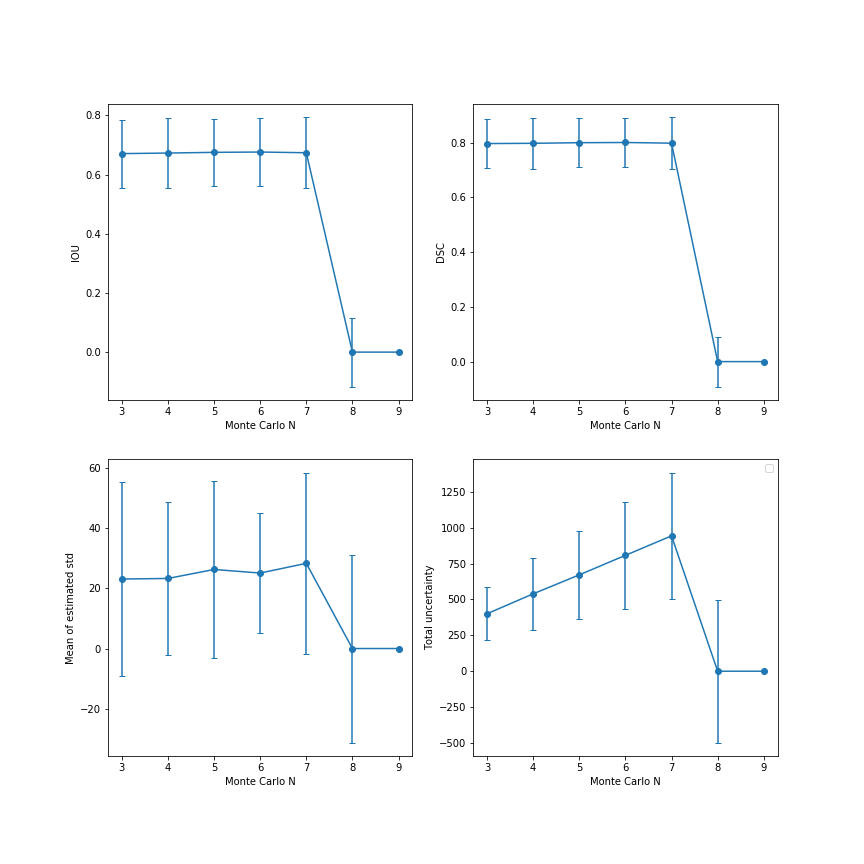 0.8
0.6
0.4
0.2
0.0
IOU
3 4 5 6 7 8 9
Monte Carlo N
0.8
0.6
0.4
0.2
0.0
DSC
3 4 5 6 7 8 9
Monte Carlo N
60
40
20
0
−20
Mean of estimated std
3 4 5 6 7 8 9
Monte Carlo N
1250
1000
750
500
250
0
−250
−500
Total uncertainty
3 4 5 6 7 8 9
Monte Carlo N